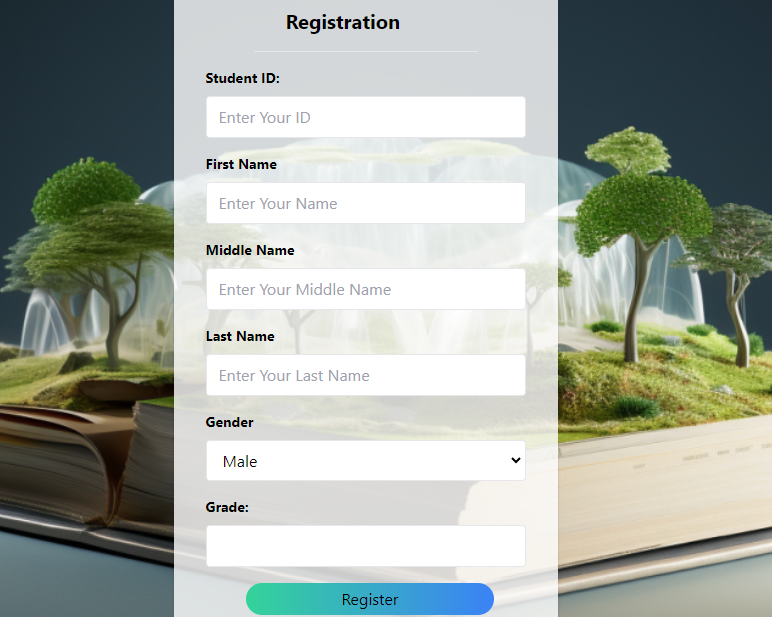 Registration
Student ID:
Enter Your ID
First Name
Enter Your Name
Middle Name
Enter Your Middle Name
Last Name
Enter Your Last Name
Gender
Male
Grade:
Register